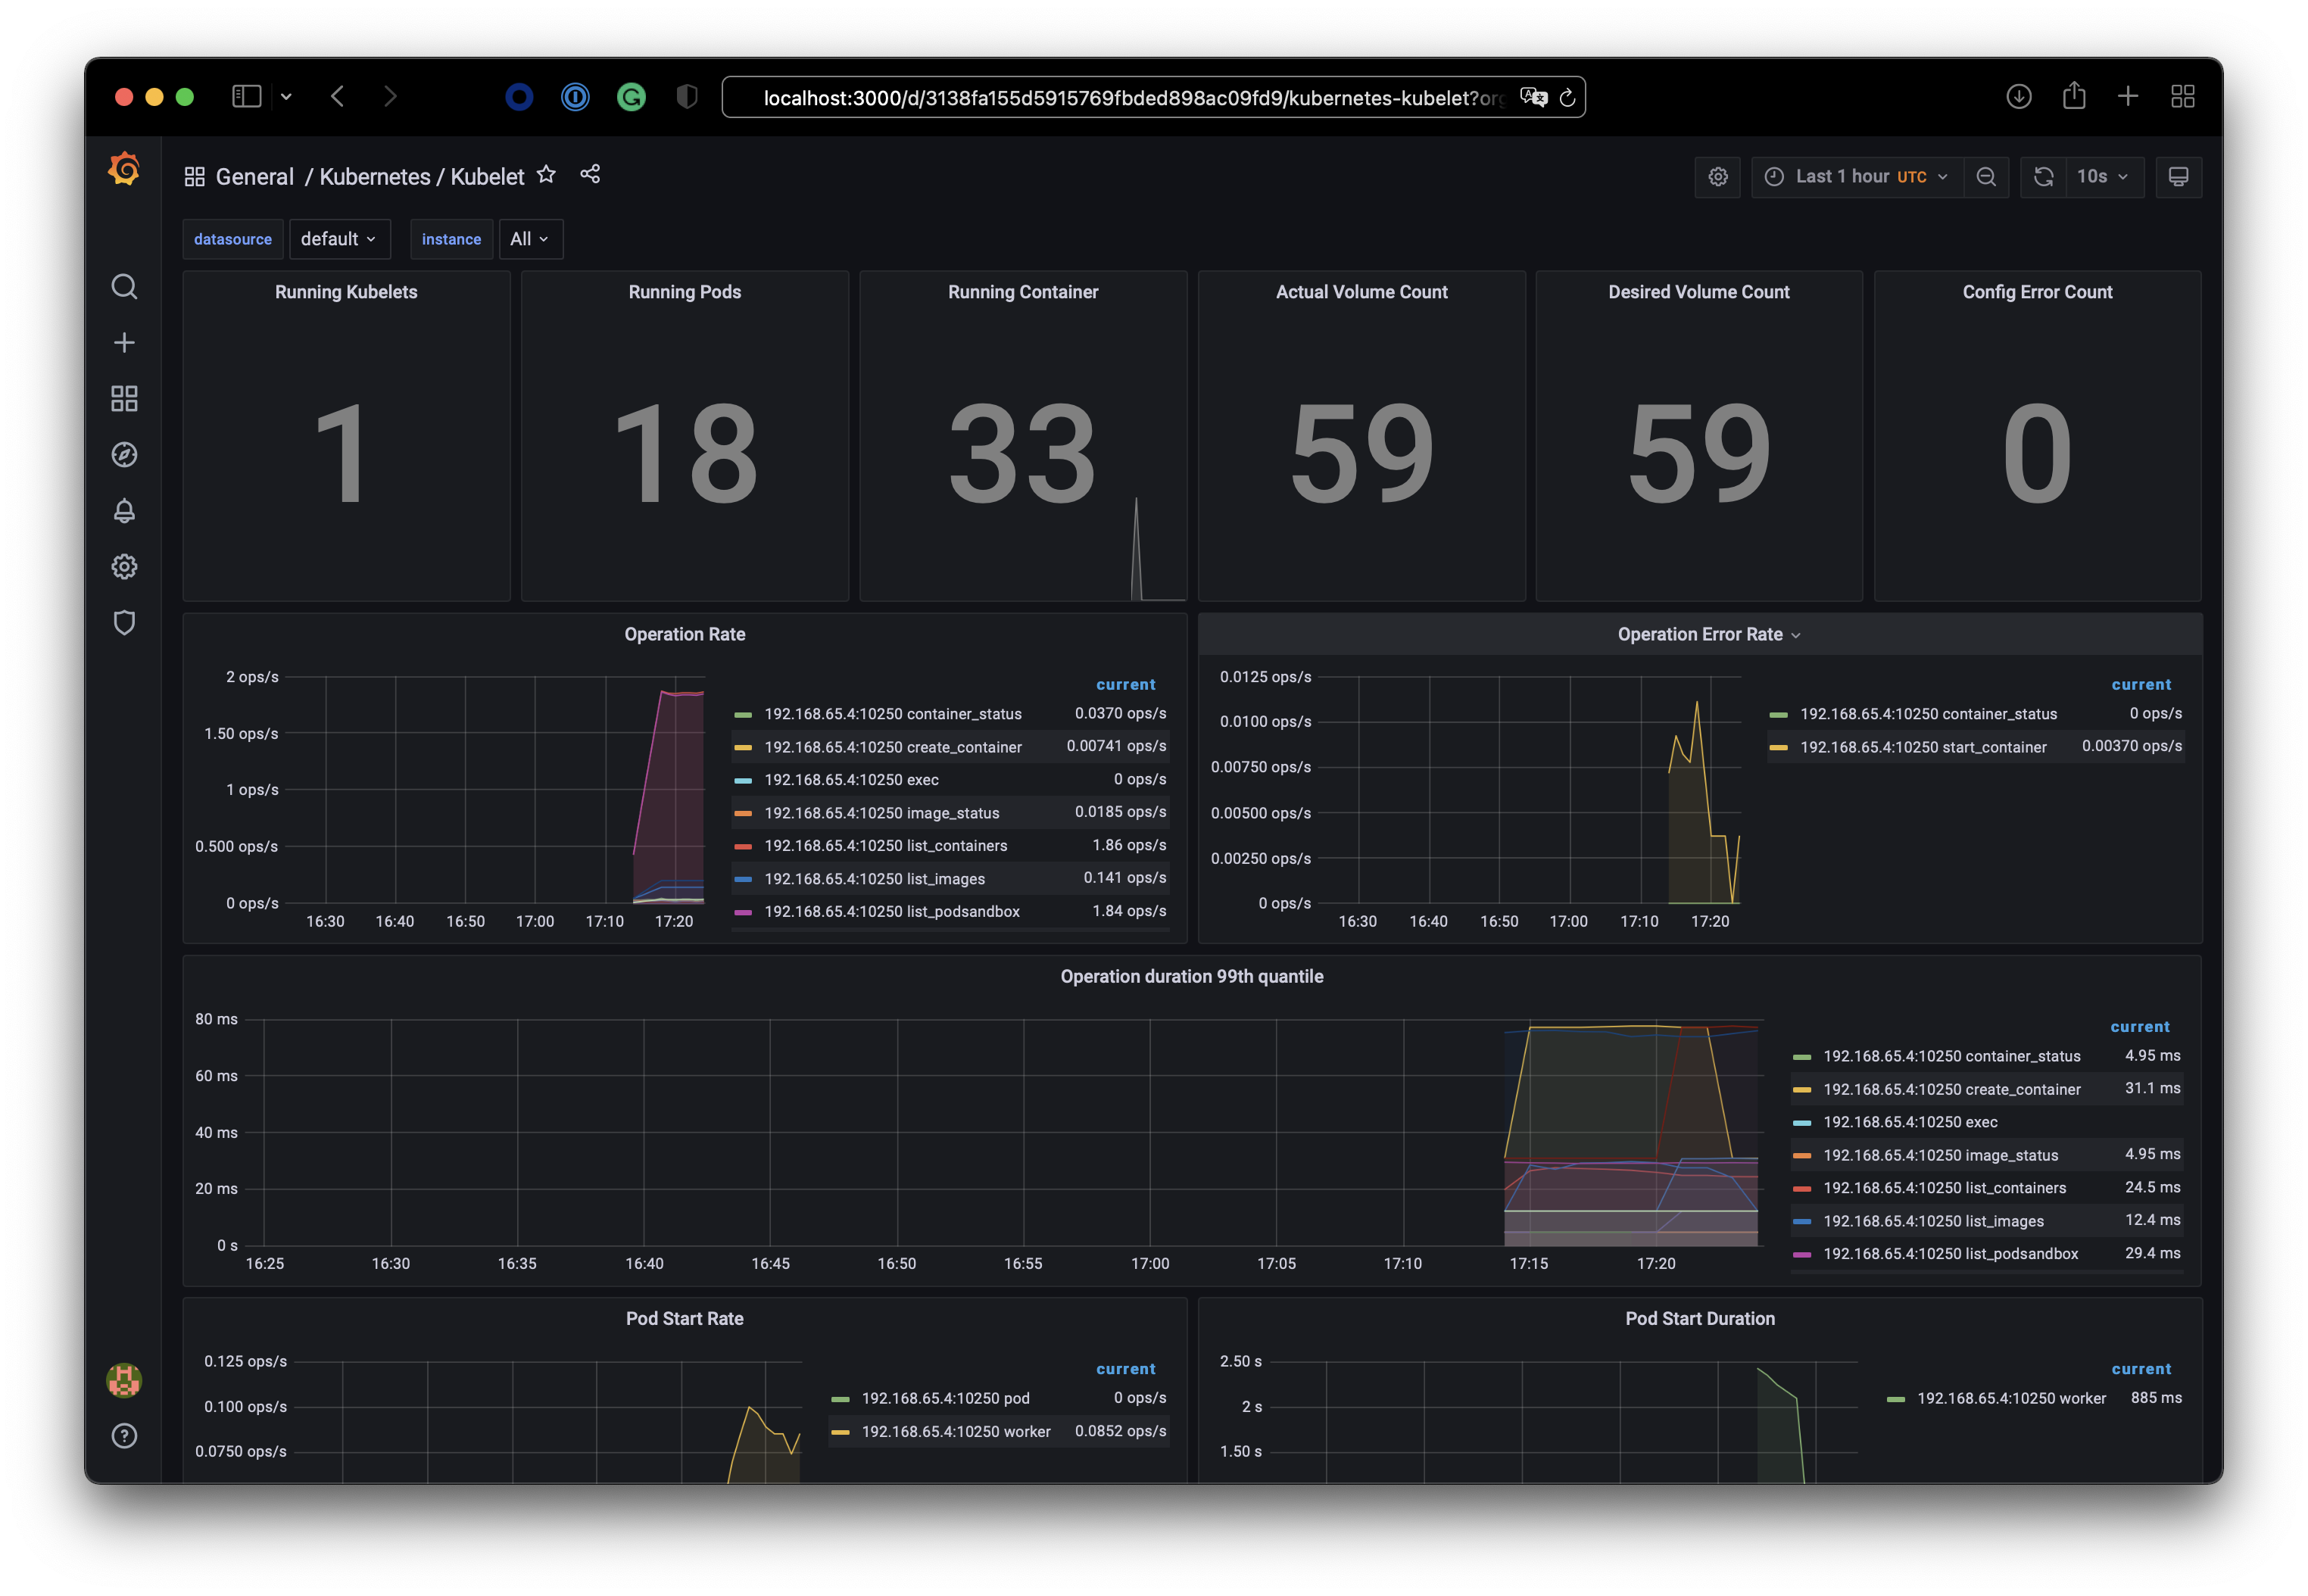 localhost:3000/d/3138fa155d5915769fbded898ac09fd9/kubernetes-kubelet?org
General / Kubernetes / Kubelet
Last 1 hour UTC
10s
datasource default instance All
Running Kubelets
1
Running Pods
18
Running Container
33
Actual Volume Count
59
Desired Volume Count
59
Config Error Count
0
Operation Rate
2 ops/s
1.50 ops/s
1 ops/s
0.500 ops/s
0 ops/s
16:30 16:40 16:50 17:00 17:10 17:20
current
192.168.65.4:10250 container_status 0.0370 ops/s
192.168.65.4:10250 create_container 0.00741 ops/s
192.168.65.4:10250 exec 0 ops/s
192.168.65.4:10250 image_status 0.0185 ops/s
192.168.65.4:10250 list_containers 1.86 ops/s
192.168.65.4:10250 list_images 0.141 ops/s
192.168.65.4:10250 list_podsandbox 1.84 ops/s
Operation Error Rate
0.0125 ops/s
0.0100 ops/s
0.00750 ops/s
0.00500 ops/s
0.00250 ops/s
0 ops/s
16:30 16:40 16:50 17:00 17:10 17:20
current
192.168.65.4:10250 container_status 0 ops/s
192.168.65.4:10250 start_container 0.00370 ops/s
Operation duration 99th quantile
80 ms
60 ms
40 ms
20 ms
0 s
16:25 16:30 16:35 16:40 16:45 16:50 16:55 17:00 17:05 17:10 17:15 17:20
current
192.168.65.4:10250 container_status 4.95 ms
192.168.65.4:10250 create_container 31.1 ms
192.168.65.4:10250 exec
192.168.65.4:10250 image_status 4.95 ms
192.168.65.4:10250 list_containers 24.5 ms
192.168.65.4:10250 list_images 12.4 ms
192.168.65.4:10250 list_podsandbox 29.4 ms
Pod Start Rate
0.125 ops/s
0.100 ops/s
0.0750 ops/s
current
192.168.65.4:10250 pod 0 ops/s
192.168.65.4:10250 worker 0.0852 ops/s
Pod Start Duration
2.50 s
2 s
1.50 s
current
192.168.65.4:10250 worker 885 ms